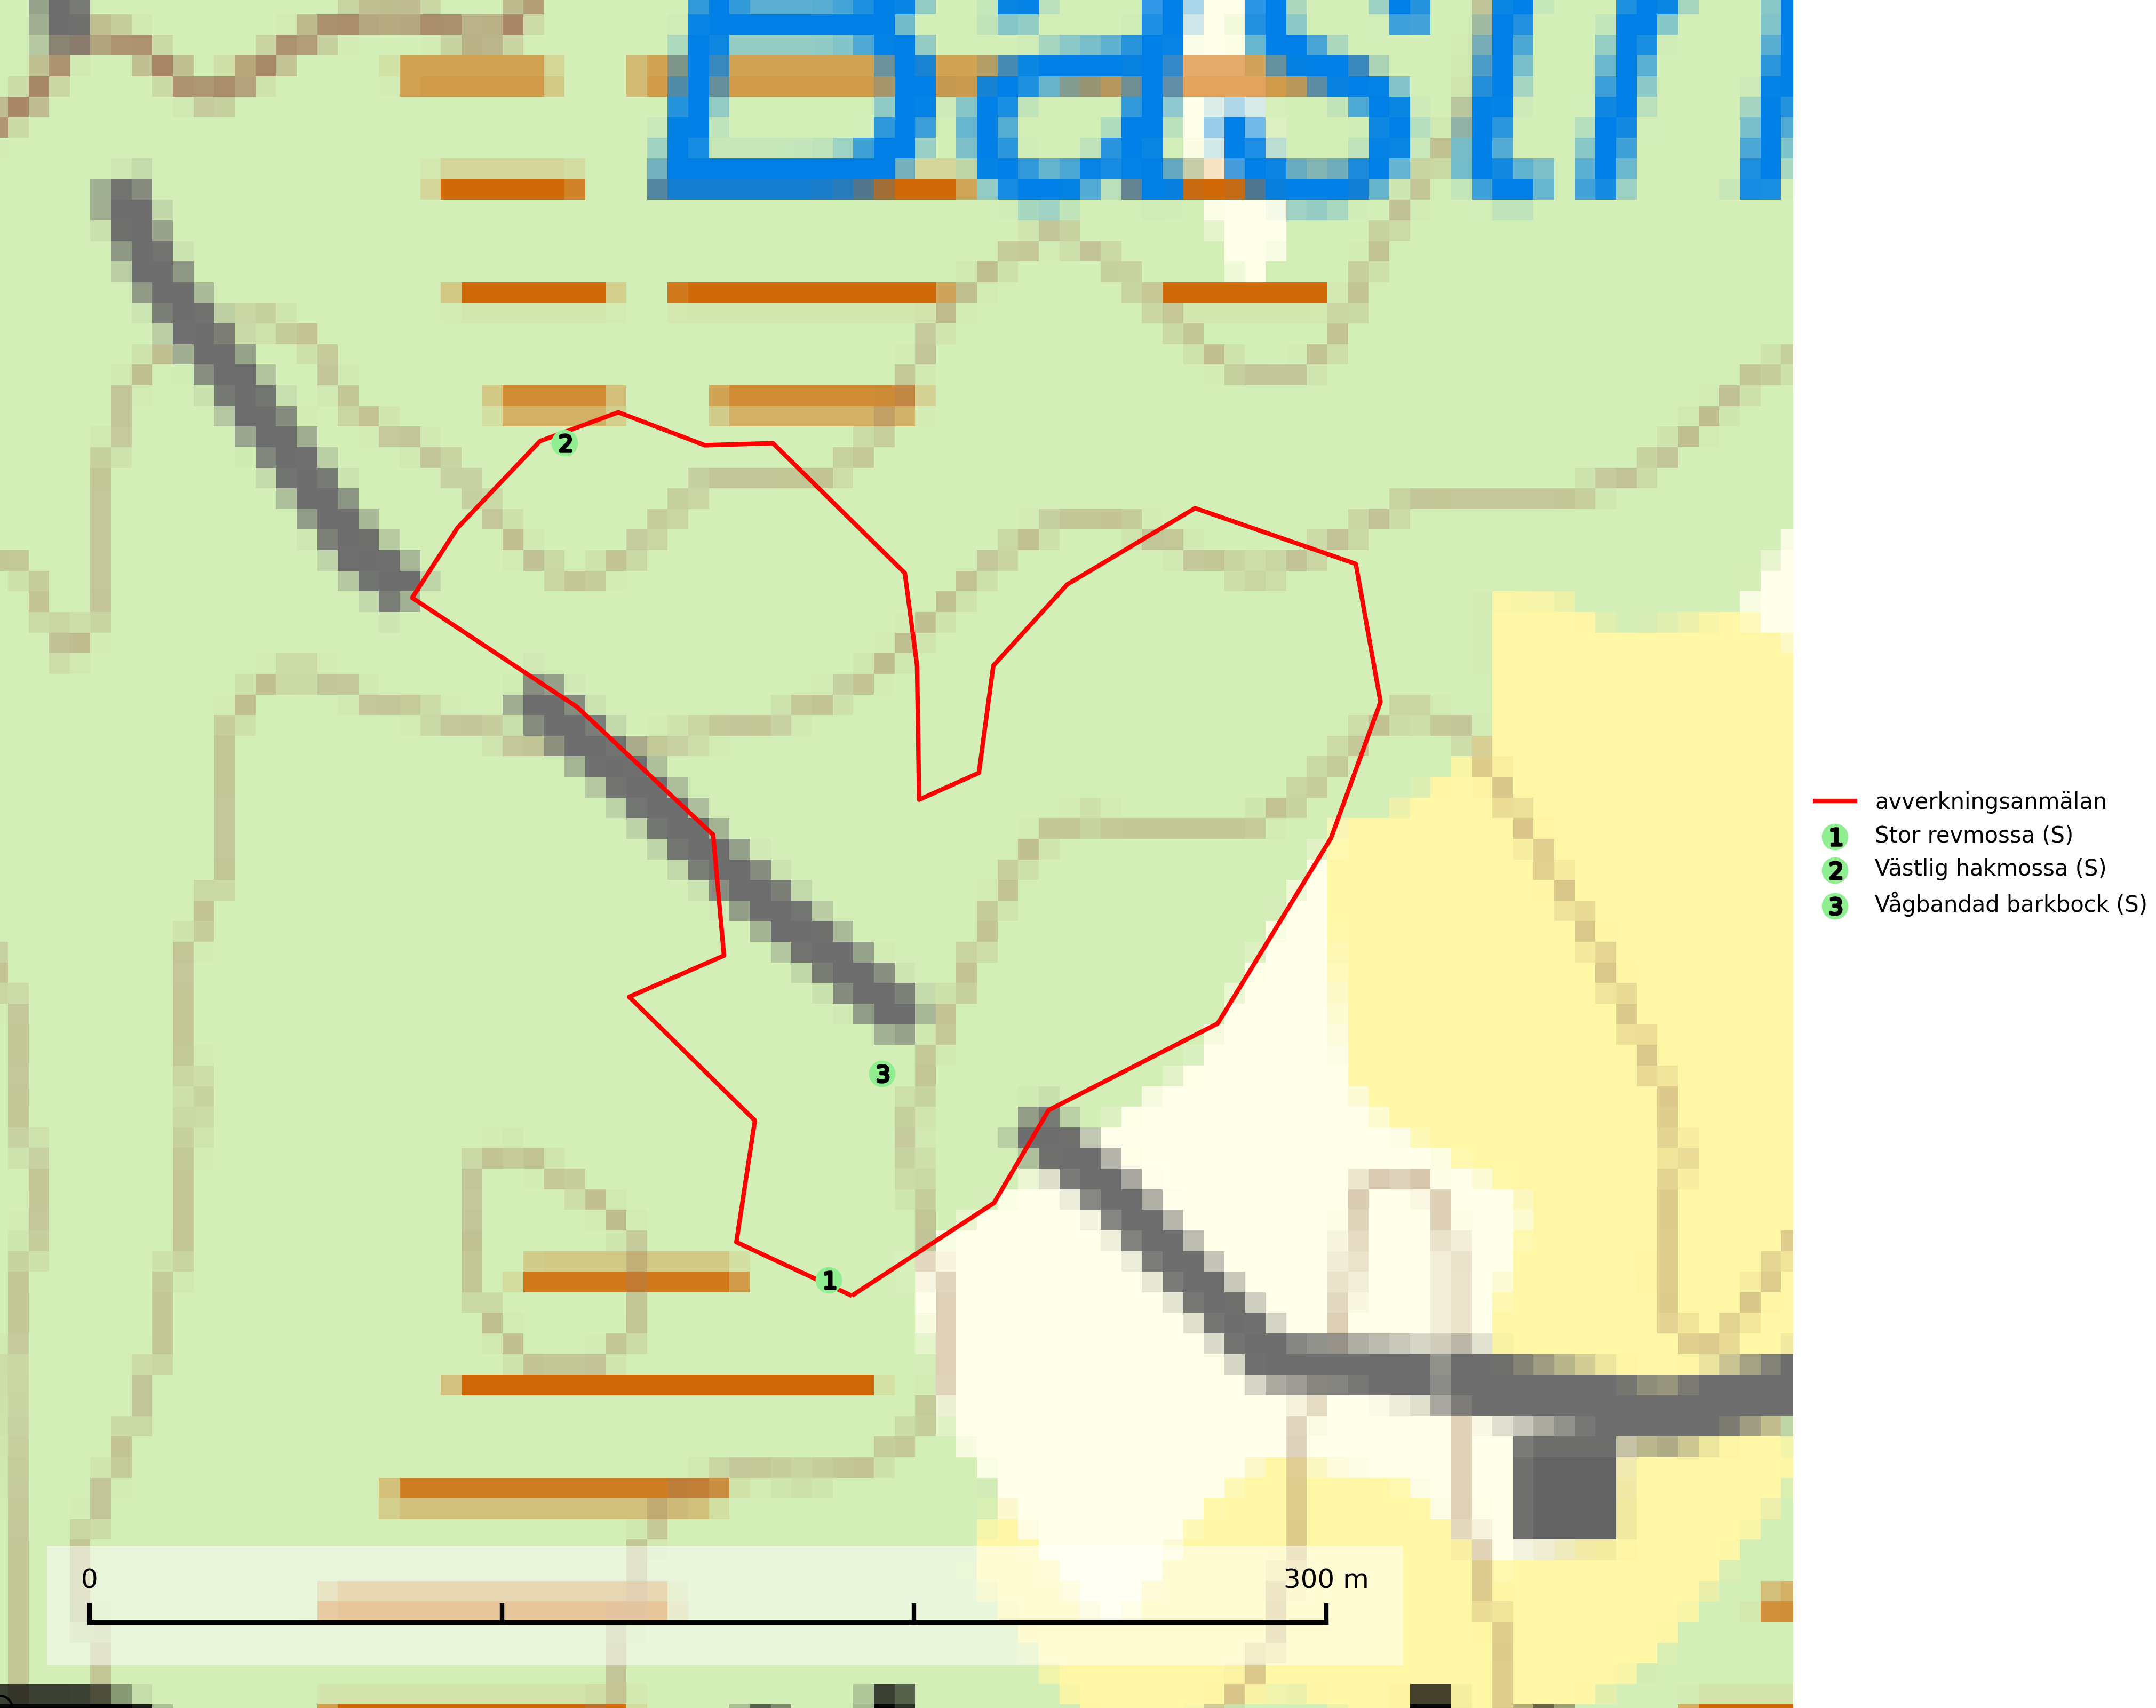 2
3
1
avverkningsanmälan
1 Stor revmossa (S)
2 Västlig hakmossa (S)
3 Vågbandad barkbock (S)
0 300 m